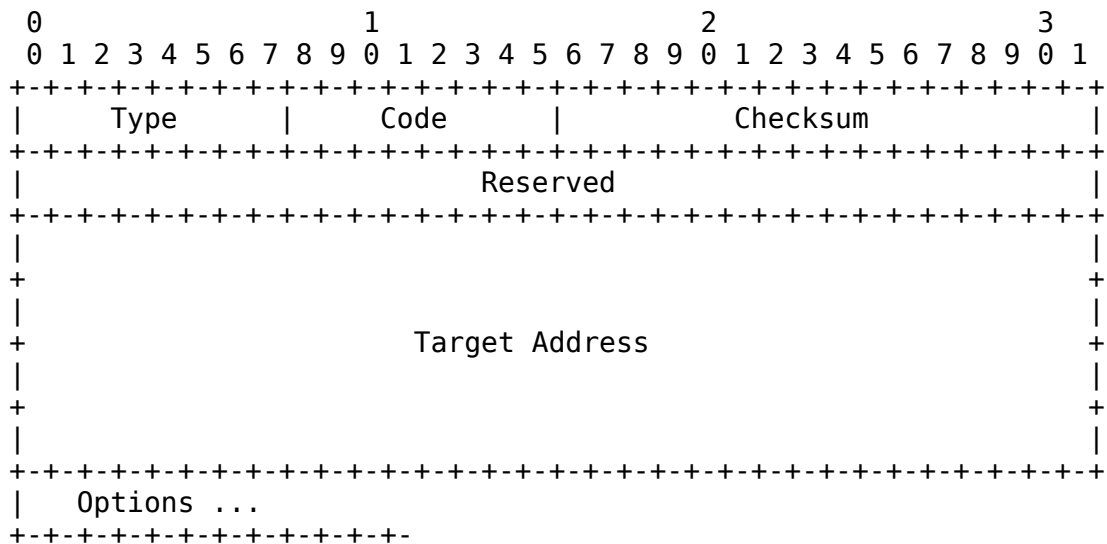 0                   1                   2                   3
 0 1 2 3 4 5 6 7 8 9 0 1 2 3 4 5 6 7 8 9 0 1 2 3 4 5 6 7 8 9 0 1
+-+-+-+-+-+-+-+-+-+-+-+-+-+-+-+-+-+-+-+-+-+-+-+-+-+-+-+-+-+-+-+-+
|     Type      |     Code      |          Checksum             |
+-+-+-+-+-+-+-+-+-+-+-+-+-+-+-+-+-+-+-+-+-+-+-+-+-+-+-+-+-+-+-+-+
|                           Reserved                            |
+-+-+-+-+-+-+-+-+-+-+-+-+-+-+-+-+-+-+-+-+-+-+-+-+-+-+-+-+-+-+-+-+
|                                                               |
+                                                               +
|                                                               |
+                       Target Address                          +
|                                                               |
+                                                               +
|                                                               |
+-+-+-+-+-+-+-+-+-+-+-+-+-+-+-+-+-+-+-+-+-+-+-+-+-+-+-+-+-+-+-+-+
|   Options ...
+-+-+-+-+-+-+-+-+-+-+-+-